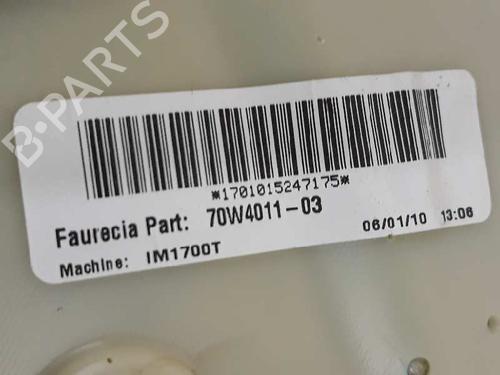 B-PARTS
*1701015247175*
Faurecia Part: 70W4011-03
Machine: IM1700T 06/01/10 13:06